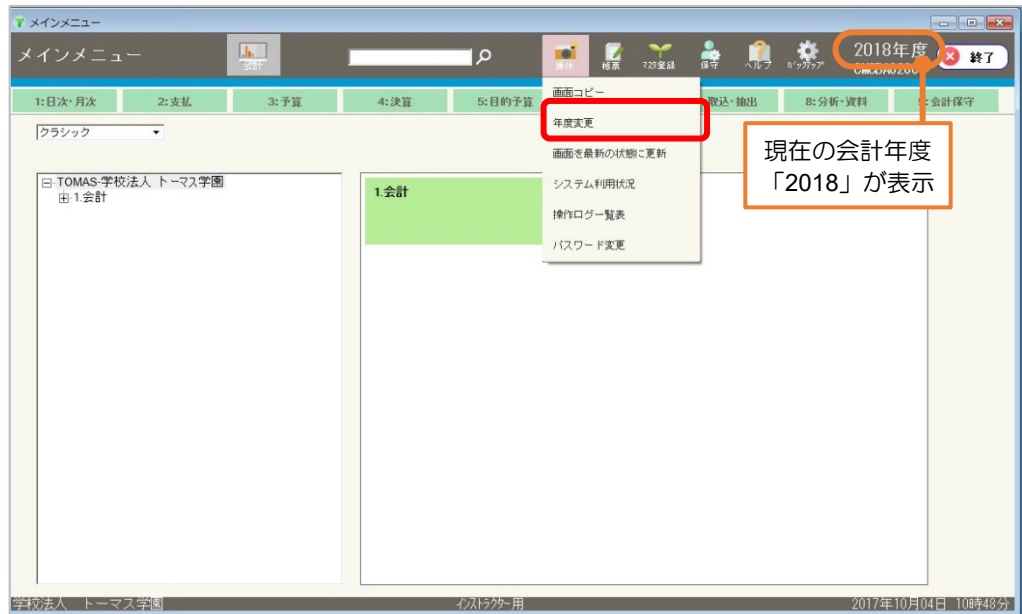 メインメニュー
メインメニュー
会計
操作
帳票
マスタ登録
保守
ヘルプ
バックアップ
2018年度
終了
1:日次・月次
2:支払
3:予算
4:決算
5:目的予算
取込・抽出
8:分析・資料
会計保守
クラシック
画面コピー
年度変更
画面を最新の状態に更新
システム利用状況
操作ログ一覧表
パスワード変更
現在の会計年度
「2018」が表示
TOMAS-学校法人 トーマス学園
1.会計
1.会計
学校法人 トーマス学園
インストラクター用
2017年10月04日 10時48分